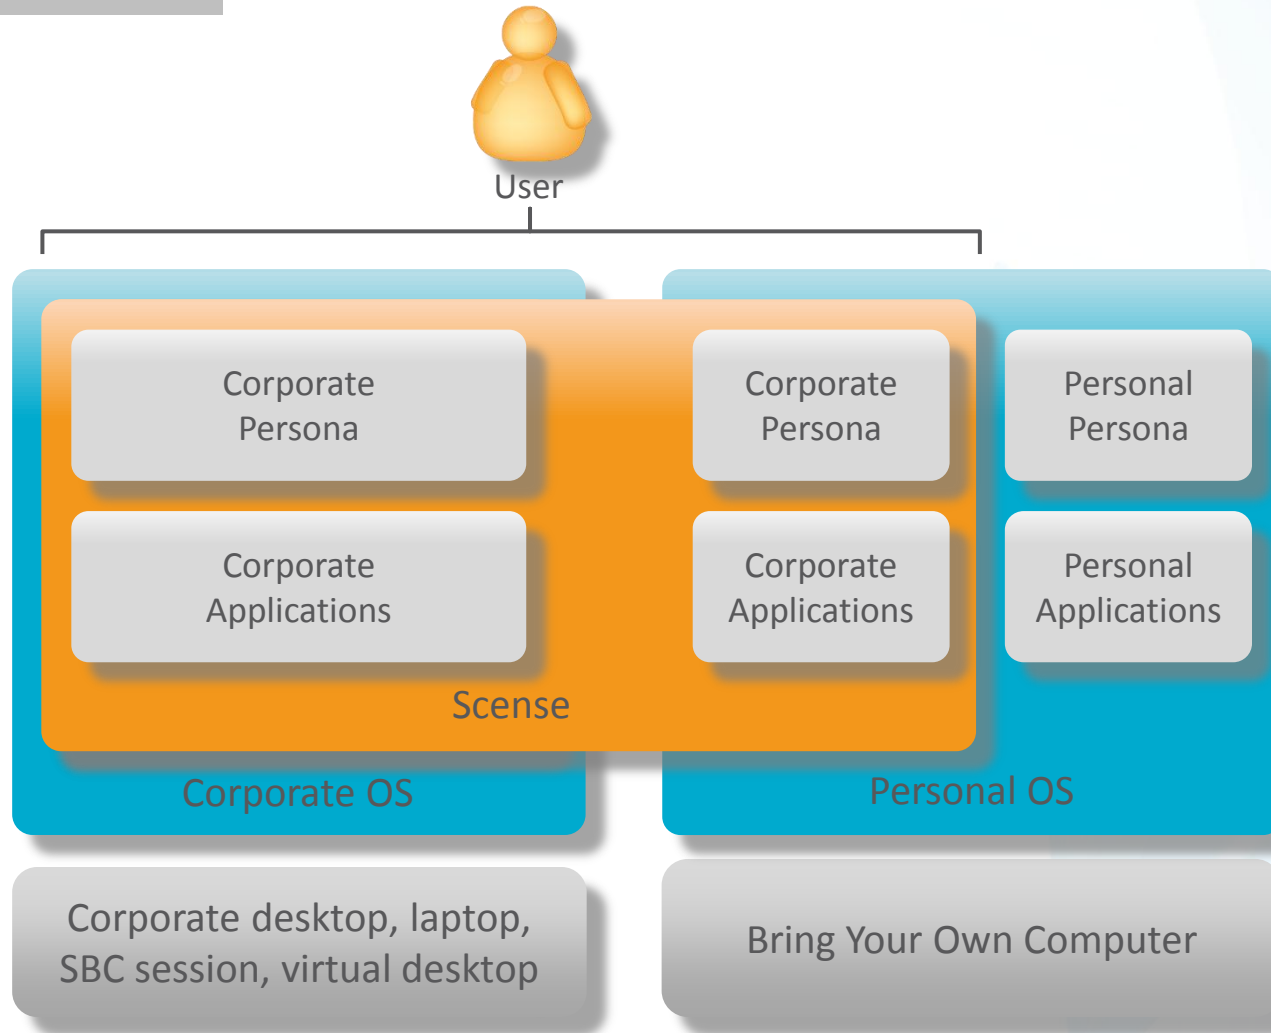 User
Corporate
Persona
Corporate
Persona
Personal
Persona
Corporate
Applications
Corporate
Applications
Personal
Applications
Scense
Corporate OS
Personal OS
Corporate desktop, laptop,
SBC session, virtual desktop
Bring Your Own Computer